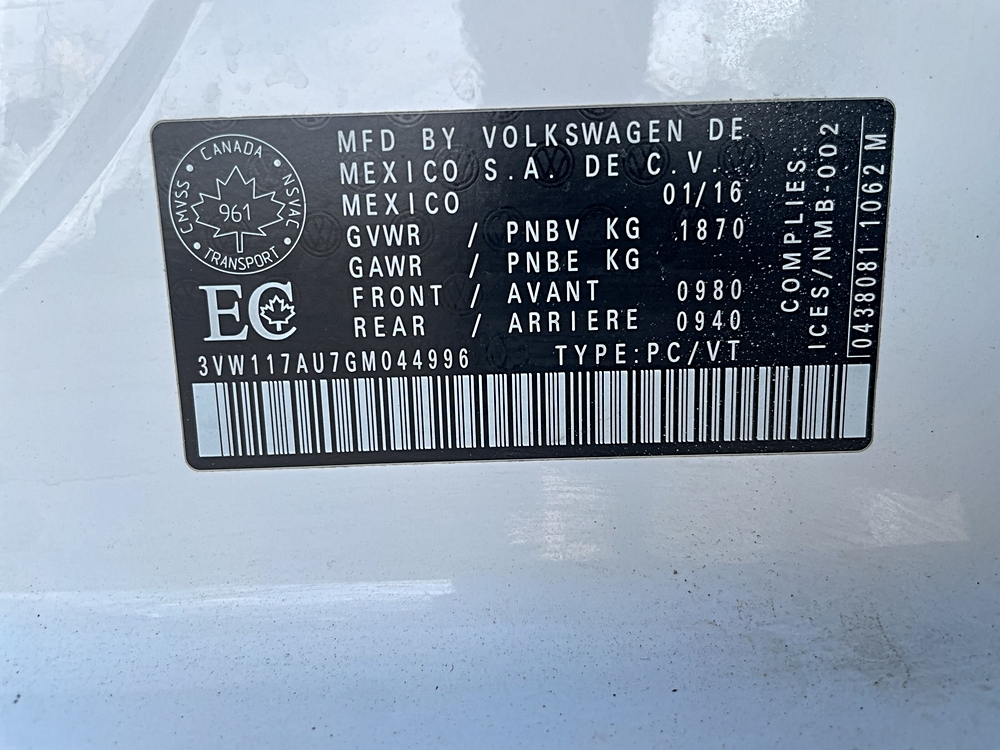 CANADA
CMVSS
961
NSVAC
TRANSPORT
EC
MFD BY VOLKSWAGEN DE
MEXICO S.A. DE C.V.
MEXICO 01/16
GVWR / PNBV KG 1870
GAWR / PNBE KG
FRONT / AVANT 0980
REAR / ARRIERE 0940
3VW117AU7GM044996 TYPE:PC/VT
COMPLIES:
ICES/NMB-002
0438081 1062 M